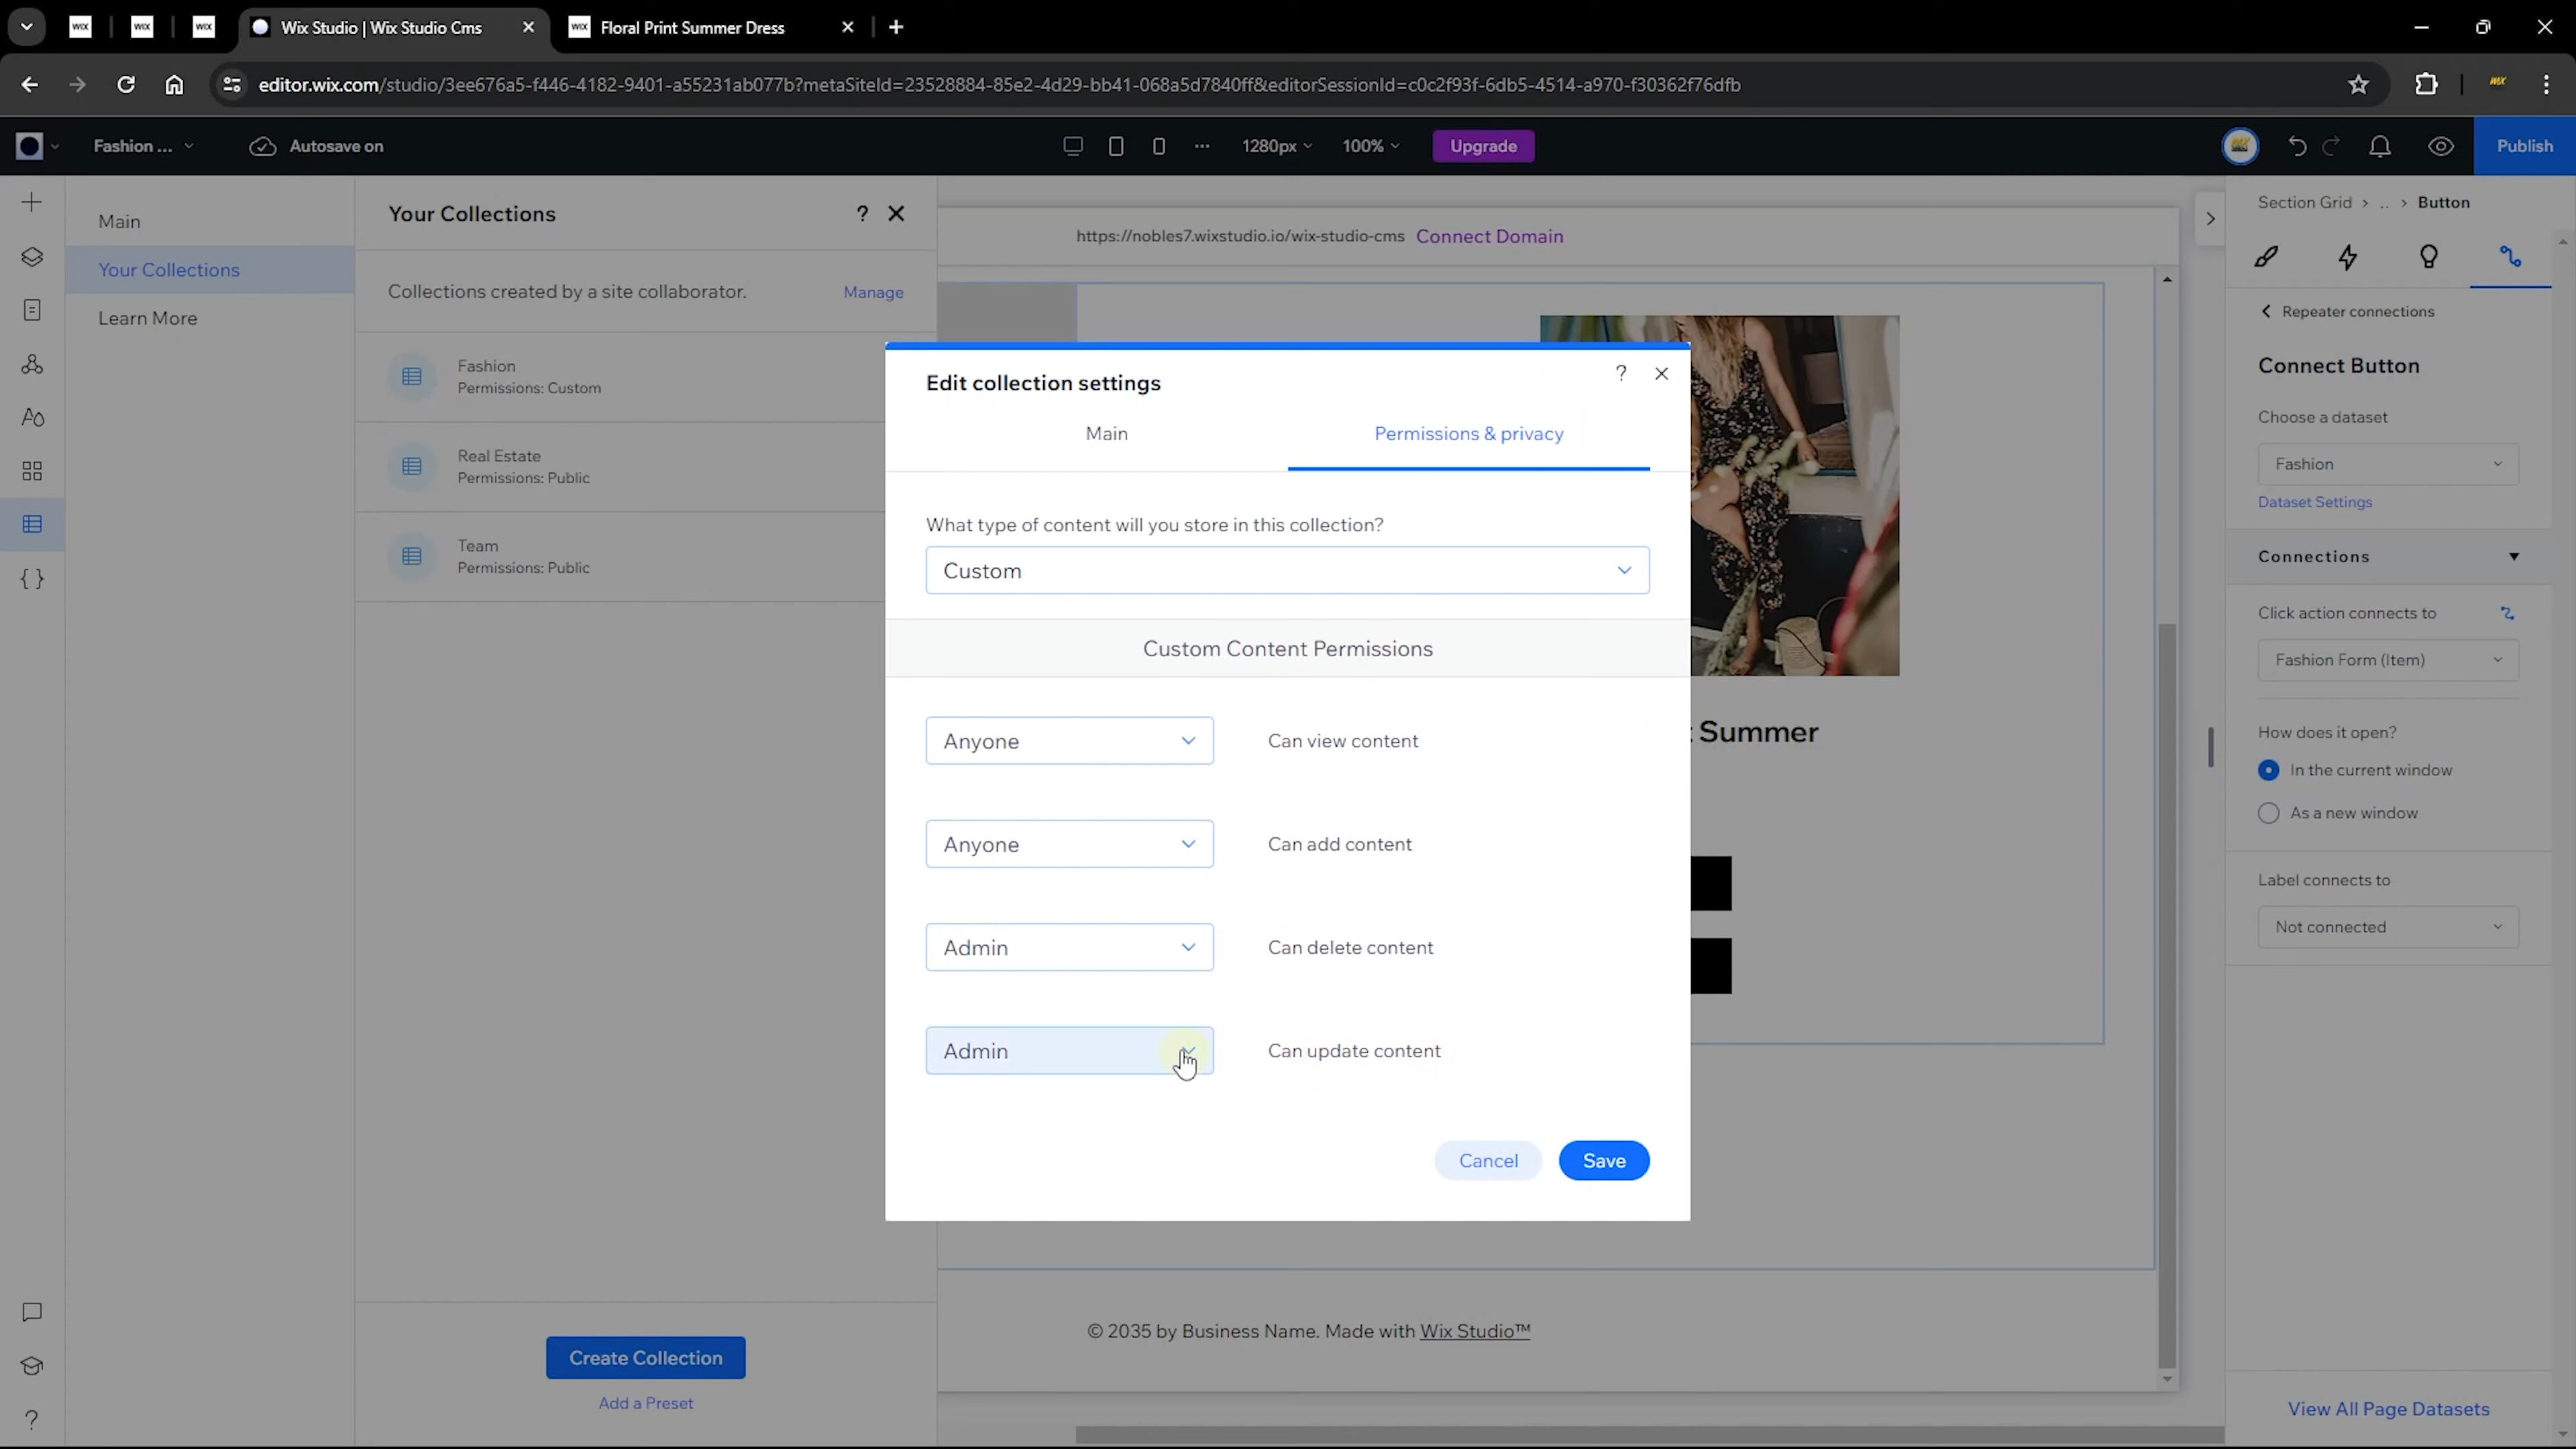 WIX
WIX
WIX
Wix Studio | Wix Studio Cms
WIX
Floral Print Summer Dress
editor.wix.com/studio/3ee676a5-f446-4182-9401-a55231ab077b?metaSiteId=23528884-85e2-4d29-bb41-068a5d7840ff&editorSessionId=c0c2f93f-6db5-4514-a970-f30362f76dfb
Fashion ...
Autosave on
1280px
100%
Upgrade
Publish
Main
Your Collections
Learn More
Your Collections
?
Collections created by a site collaborator.
Manage
Fashion
Permissions: Custom
Real Estate
Permissions: Public
Team
Permissions: Public
Create Collection
Add a Preset
?
https://nobles7.wixstudio.io/wix-studio-cms
Connect Domain
Edit collection settings
?
Main
Permissions & privacy
What type of content will you store in this collection?
Custom
Custom Content Permissions
Anyone
Can view content
Anyone
Can add content
Admin
Can delete content
Admin
Can update content
Cancel
Save
Summer
© 2035 by Business Name. Made with Wix Studio™
Section Grid > .. > Button
Repeater connections
Connect Button
Choose a dataset
Fashion
Dataset Settings
Connections
Click action connects to
Fashion Form (Item)
How does it open?
In the current window
As a new window
Label connects to
Not connected
View All Page Datasets